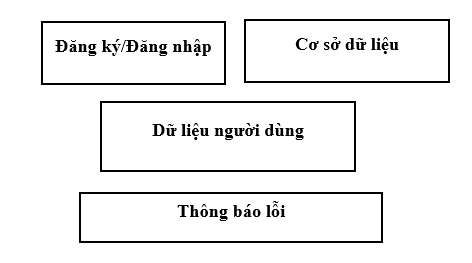 Đăng ký/Đăng nhập
Cơ sở dữ liệu
Dữ liệu người dùng
Thông báo lỗi